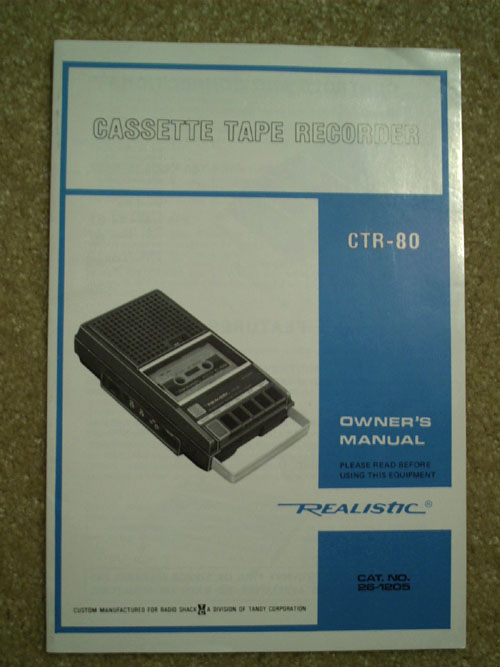 CASSETTE TAPE RECORDER
CTR-80
OWNER'S
MANUAL
PLEASE READ BEFORE
USING THIS EQUIPMENT
REALISTIC®
CAT. NO.
26-1205
CUSTOM MANUFACTURED FOR RADIO SHACK A DIVISION OF TANDY CORPORATION